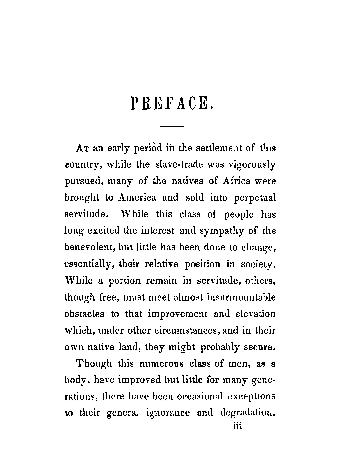 PREFACE.
At an early period in the settlement of this
country, while the slave-trade was vigorously
pursued, many of the natives of Africa were
brought to America and sold into perpetual
servitude. While this class of people has
long excited the interest and sympathy of the
benevolent, but little has been done to change,
essentially, their relative position in society.
While a portion remain in servitude, others,
though free, must meet almost insurmountable
obstacles to that improvement and elevation
which, under other circumstances, and in their
own native land, they might probably secure.
Though this numerous class of men, as a
body, have improved but little for many gene-
rations, there have been occasional exceptions
to their general ignorance and degradation.
iii